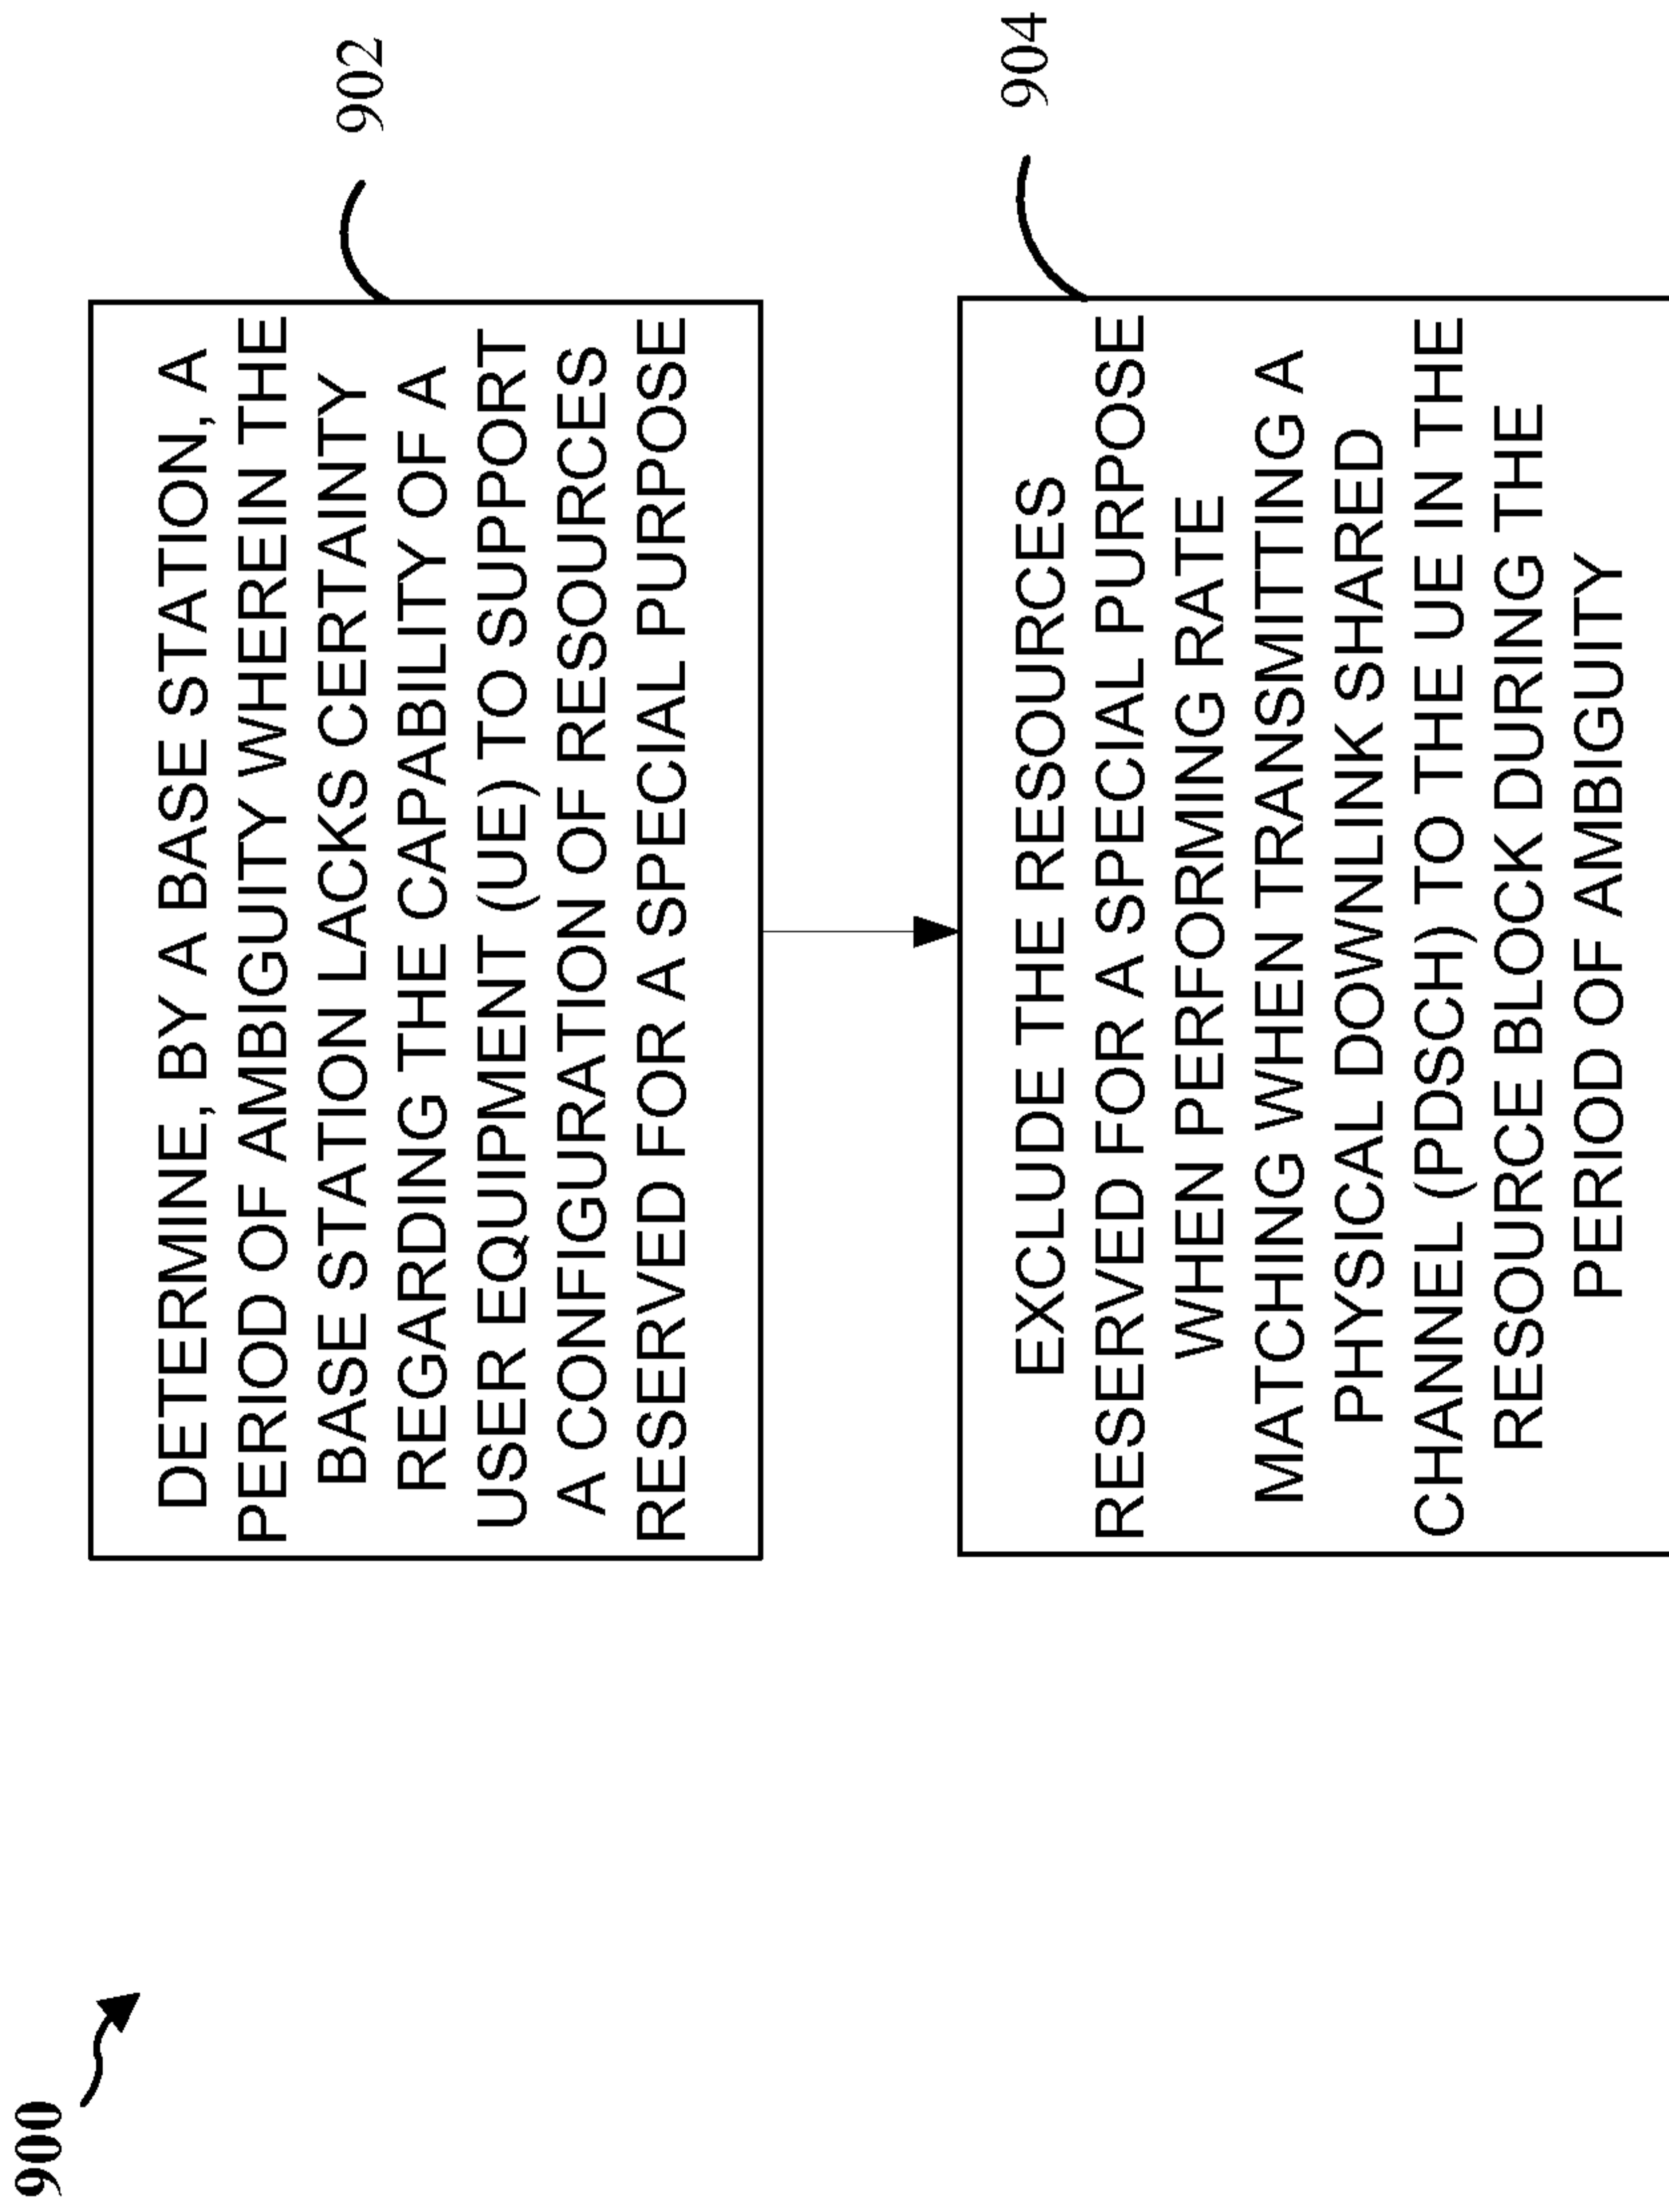 900
DETERMINE, BY A BASE STATION, A
PERIOD OF AMBIGUITY WHEREIN THE
BASE STATION LACKS CERTAINTY
REGARDING THE CAPABILITY OF A
USER EQUIPMENT (UE) TO SUPPORT
A CONFIGURATION OF RESOURCES
RESERVED FOR A SPECIAL PURPOSE
902
EXCLUDE THE RESOURCES
RESERVED FOR A SPECIAL PURPOSE
WHEN PERFORMING RATE
MATCHING WHEN TRANSMITTING A
PHYSICAL DOWNLINK SHARED
CHANNEL (PDSCH) TO THE UE IN THE
RESOURCE BLOCK DURING THE
PERIOD OF AMBIGUITY
904